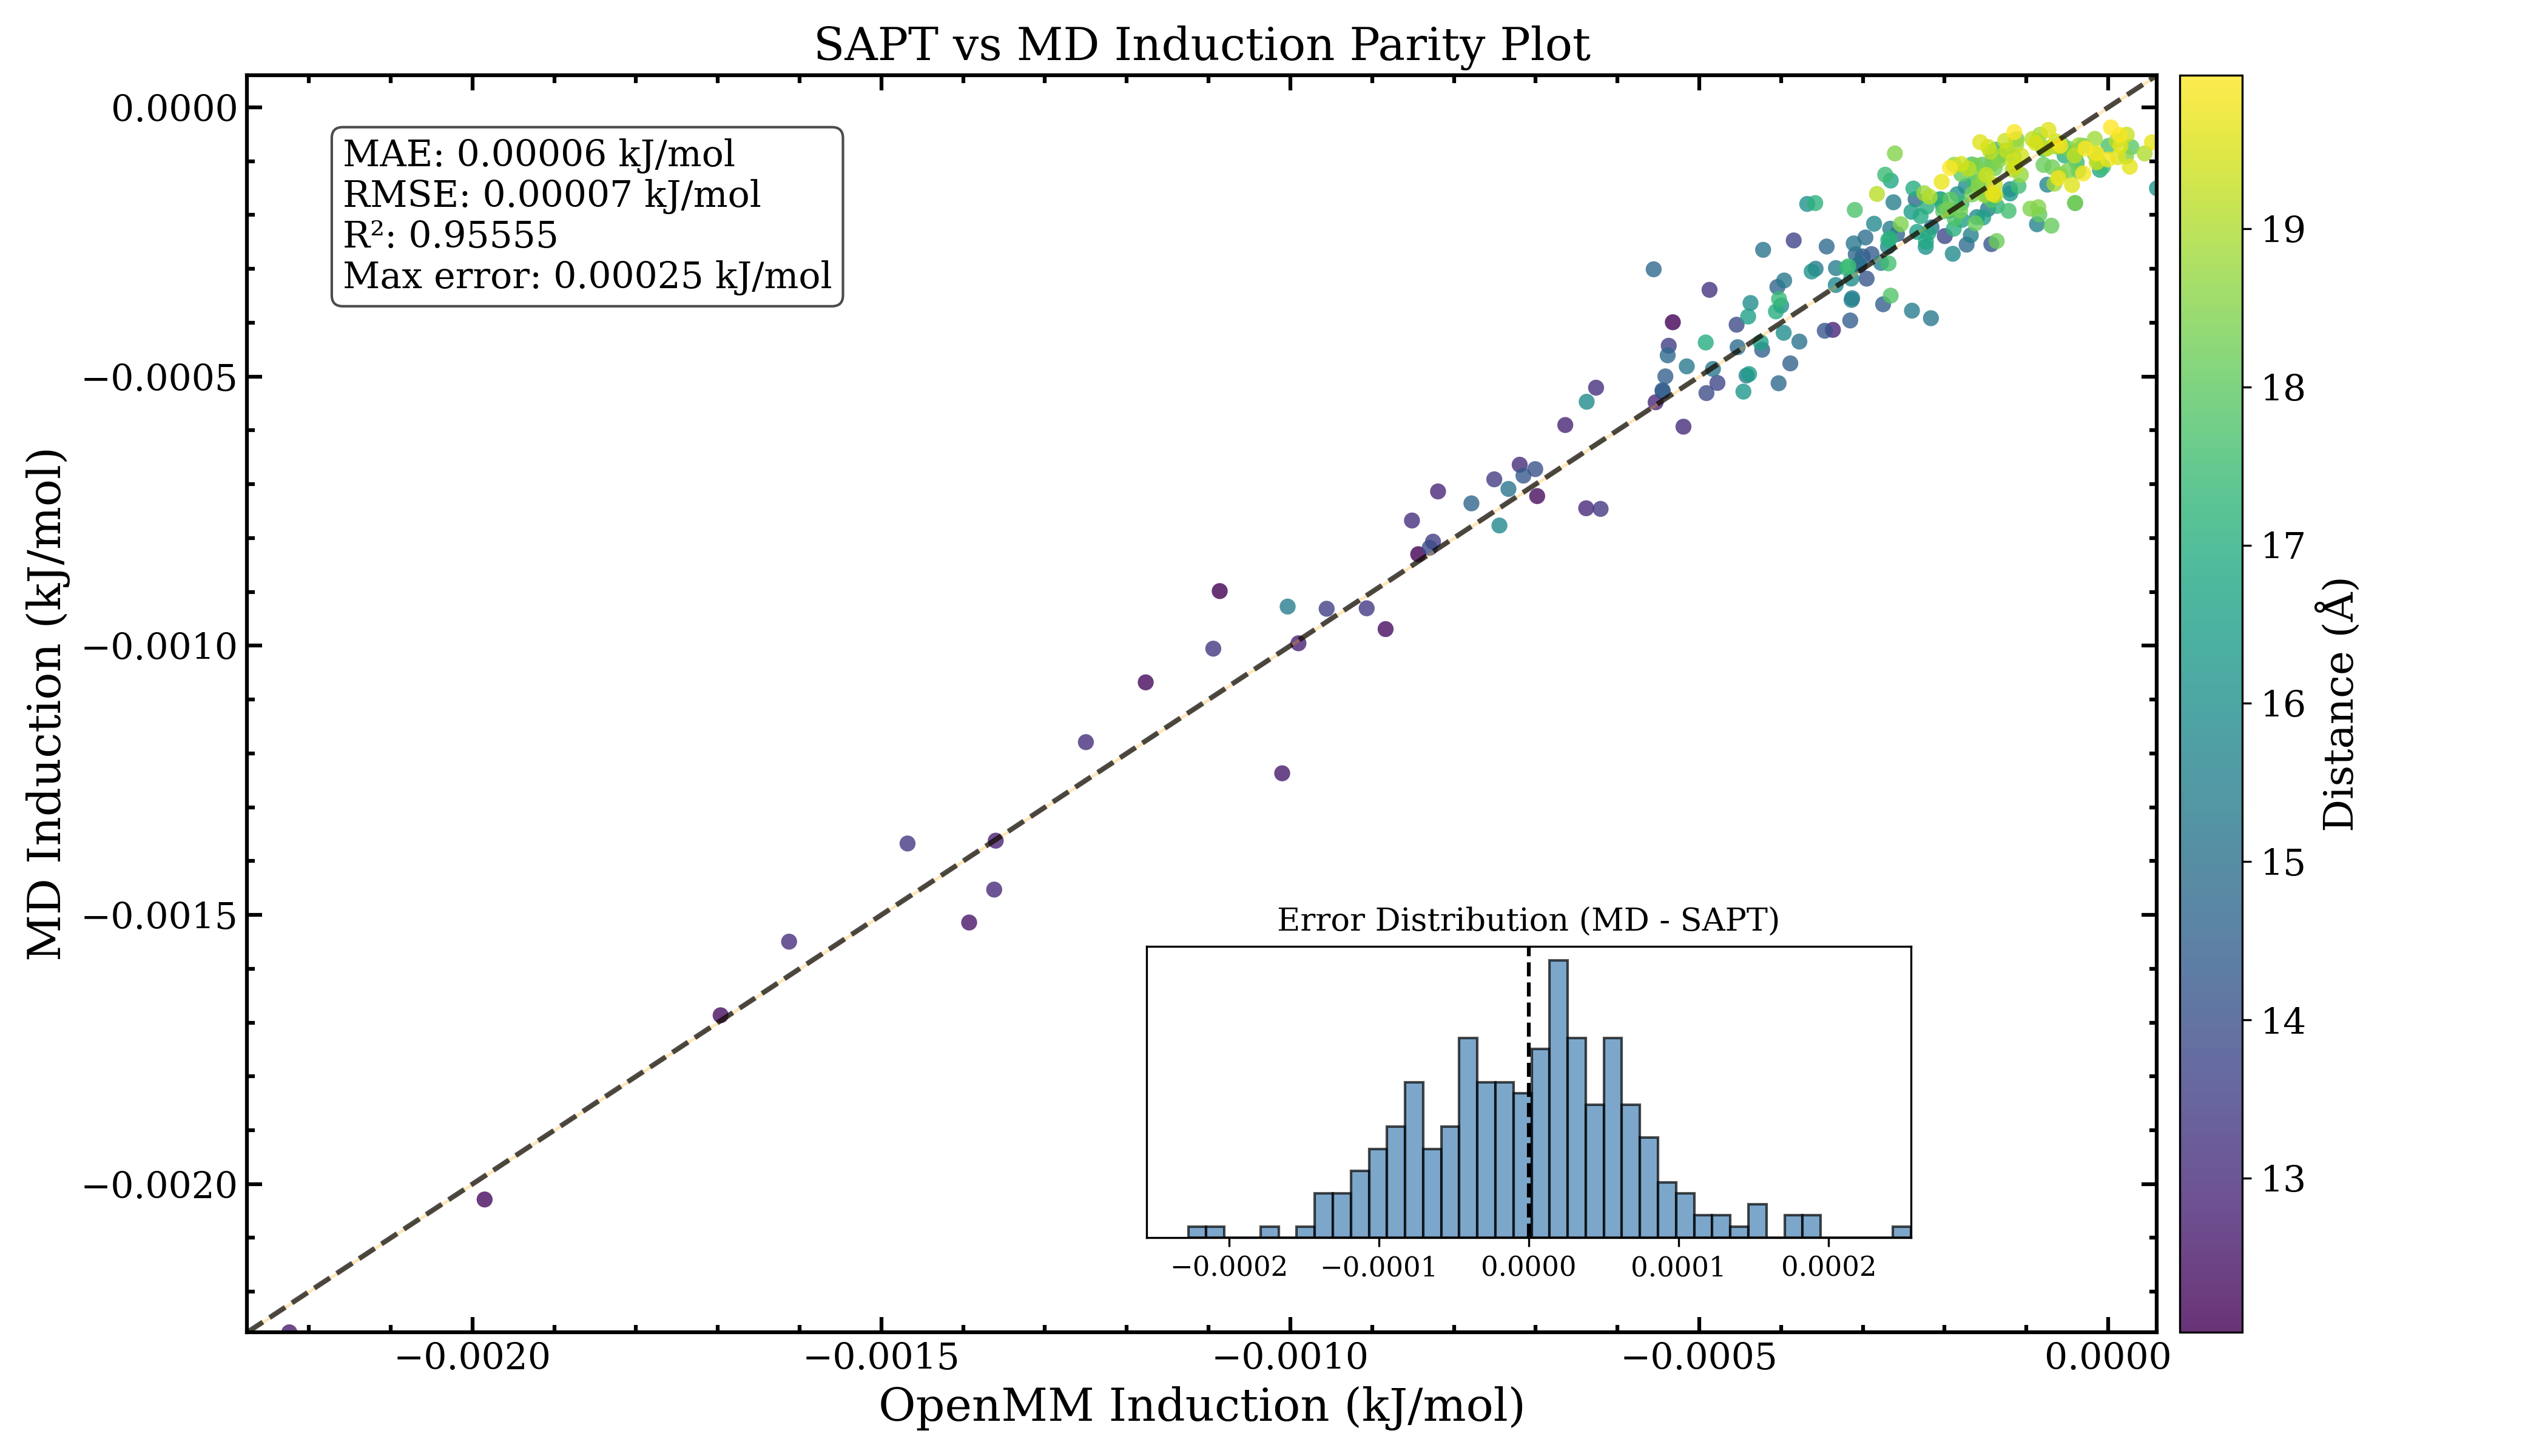 SAPT vs MD Induction Parity Plot
MAE: 0.00006 kJ/mol
RMSE: 0.00007 kJ/mol
R²: 0.95555
Max error: 0.00025 kJ/mol
MD Induction (kJ/mol)
0.0000
−0.0005
−0.0010
−0.0015
−0.0020
Error Distribution (MD - SAPT)
−0.0002 −0.0001 0.0000 0.0001 0.0002
−0.0020 −0.0015 −0.0010 −0.0005 0.0000
OpenMM Induction (kJ/mol)
19
18
17
16
15
14
13
Distance (Å)